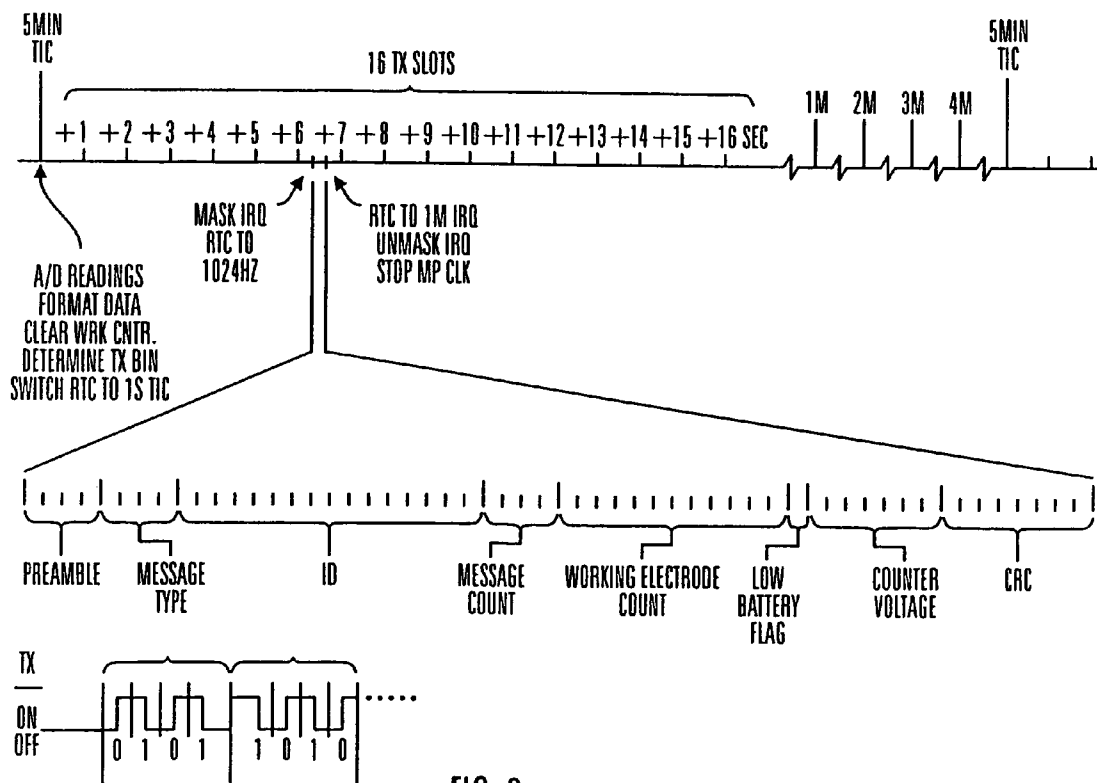 5MIN
TIC
16 TX SLOTS
5MIN
TIC
1M 2M 3M 4M
+1 +2 +3 +4 +5 +6 +7 +8 +9 +10 +11 +12 +13 +14 +15 +16 SEC
MASK IRQ
RTC TO
1024HZ
RTC TO 1M IRQ
UNMASK IRQ
STOP MP CLK
A/D READINGS
FORMAT DATA
CLEAR WRK CNTR.
DETERMINE TX BIN
SWITCH RTC TO 1S TIC
PREAMBLE
MESSAGE
TYPE
ID
MESSAGE
COUNT
WORKING ELECTRODE
COUNT
LOW
BATTERY
FLAG
COUNTER
VOLTAGE
CRC
TX
ON
OFF
0 1 0 1 1 0 1 0